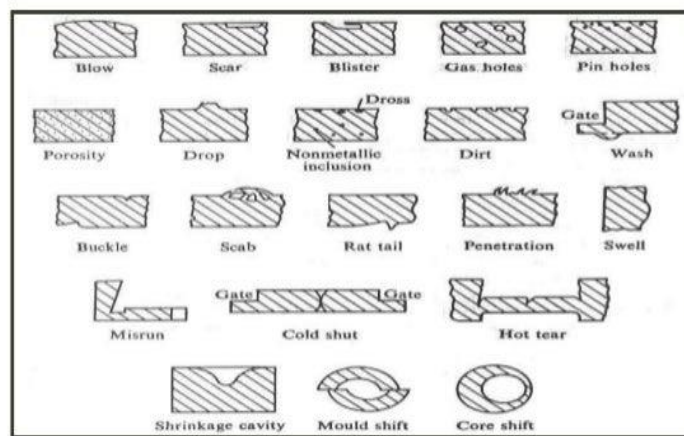 Blow Scar Blister Gas holes Pin holes
Dross
Gate
Porosity Drop Nonmetallic inclusion Dirt Wash
Buckle Scab Rat tail Penetration Swell
Gate Gate
Misrun Cold shut Hot tear
Shrinkage cavity Mould shift Core shift